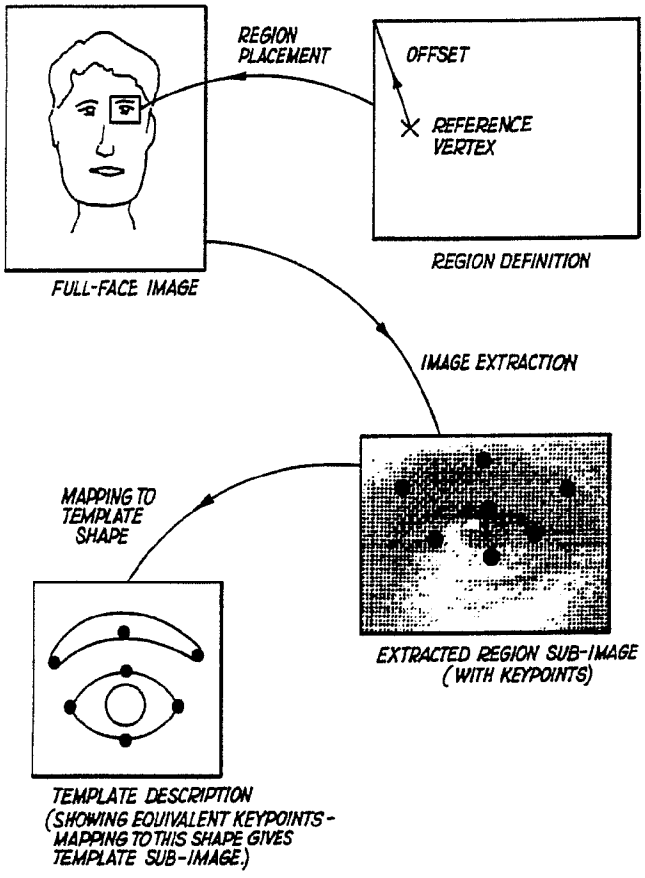 REGION
PLACEMENT
OFFSET
REFERENCE
VERTEX
FULL-FACE IMAGE
REGION DEFINITION
IMAGE EXTRACTION
MAPPING TO
TEMPLATE
SHAPE
EXTRACTED REGION SUB-IMAGE
(WITH KEYPOINTS)
TEMPLATE DESCRIPTION
(SHOWING EQUIVALENT KEYPOINTS-
MAPPING TO THIS SHAPE GIVES
TEMPLATE SUB-IMAGE.)